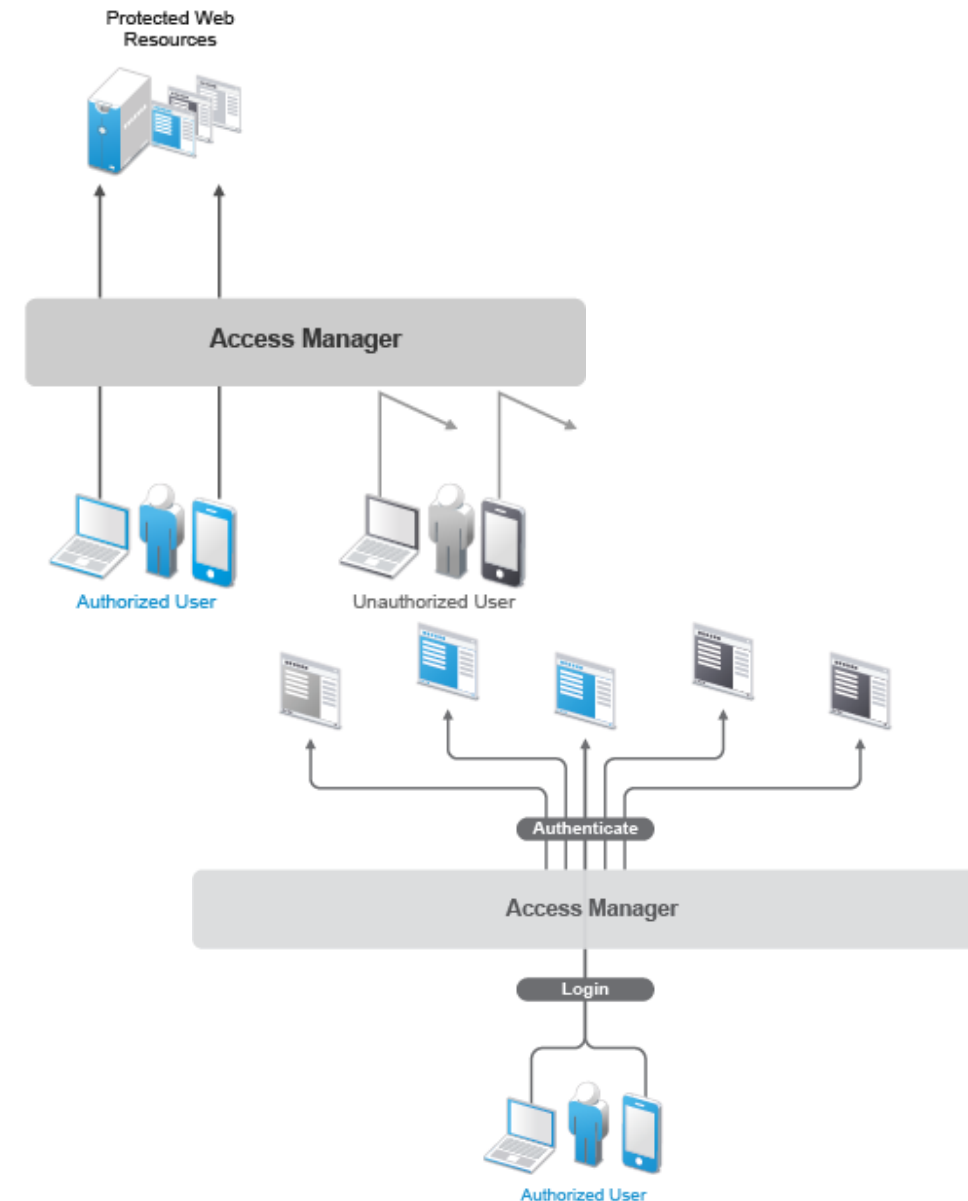 Protected Web
Resources
Access Manager
Authorized User
Unauthorized User
Authenticate
Access Manager
Login
Authorized User